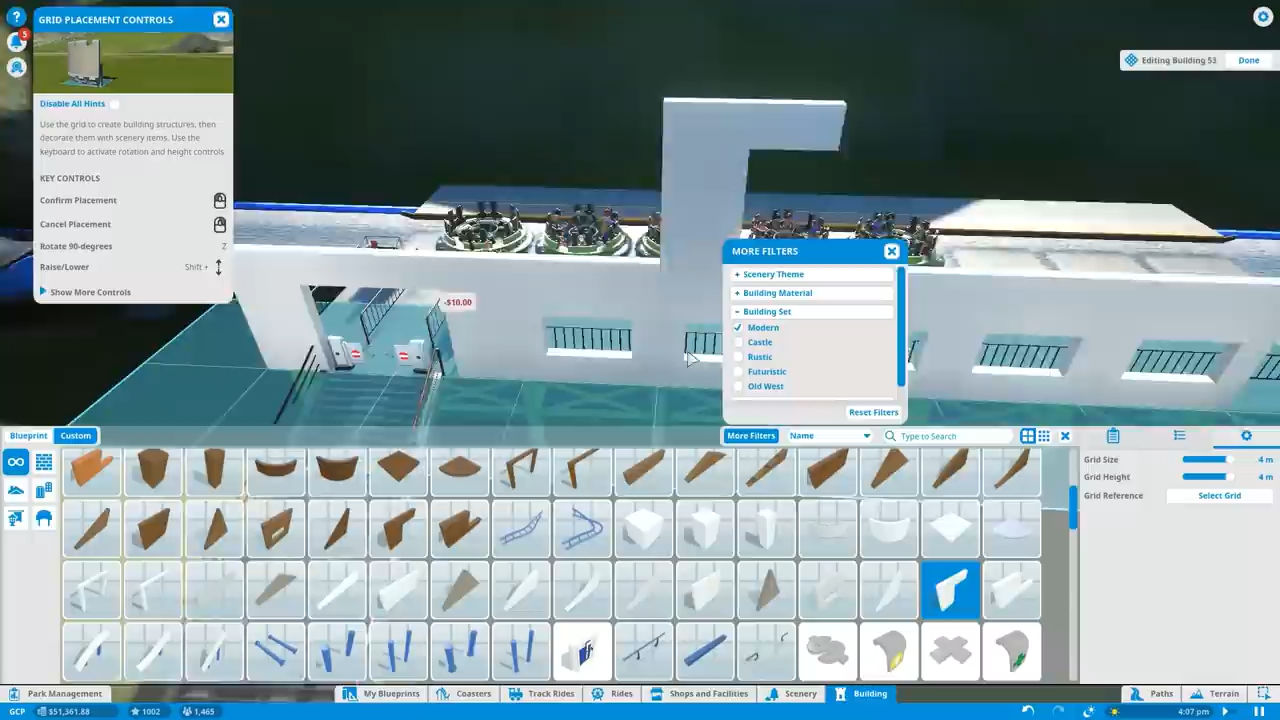 GRID PLACEMENT CONTROLS
5
Disable All Hints
Use the grid to create building structures, then
decorate them with scenery items. Use the
keyboard to activate rotation and height controls
KEY CONTROLS
Confirm Placement
Cancel Placement
Rotate 90-degrees Z
Raise/Lower Shift +
Show More Controls
Editing Building 53 Done
-$10.00
MORE FILTERS
+ Scenery Theme
+ Building Material
- Building Set
Modern
Castle
Rustic
Futuristic
Old West
Reset Filters
Blueprint Custom More Filters Name Type to Search
Grid Size 4 m
Grid Height 4 m
Grid Reference Select Grid
Park Management My Blueprints Coasters Track Rides Rides Shops and Facilities Scenery Building Paths Terrain
GCP $51,361.88 1002 1,465 4:07 pm